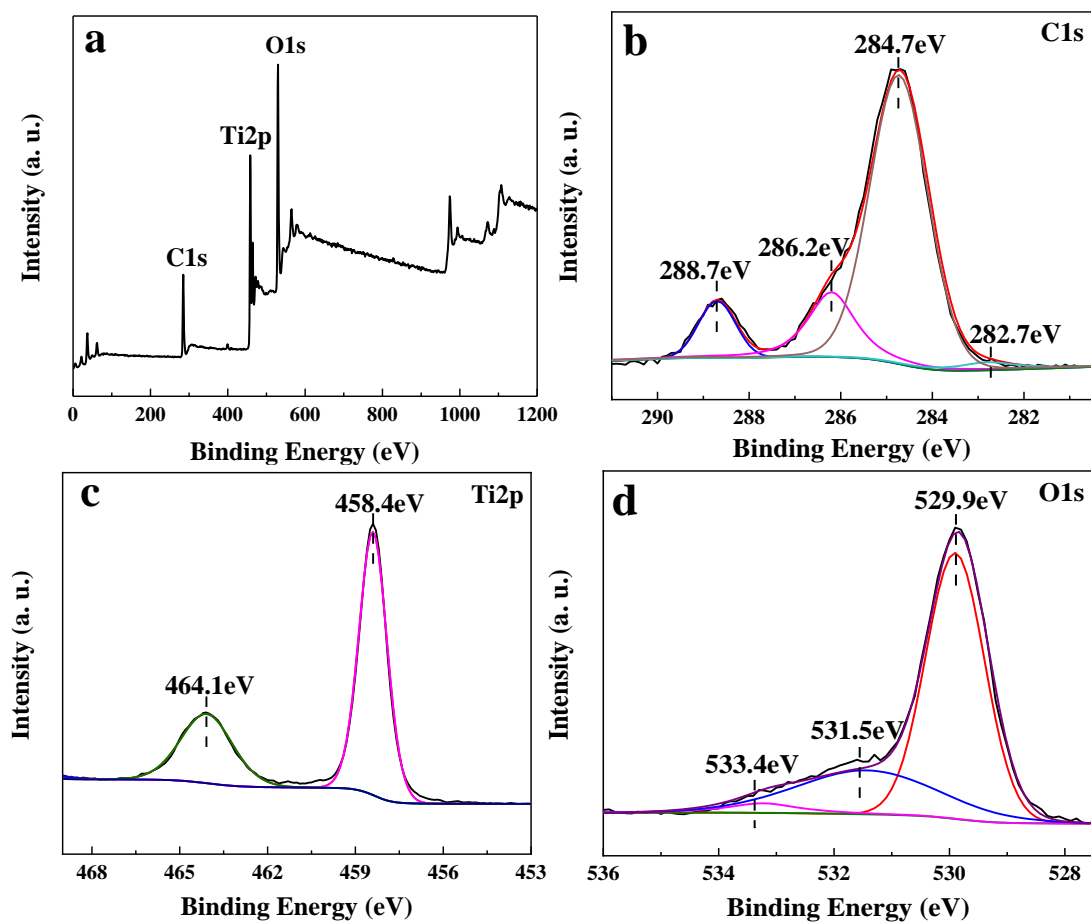 a
O1s
Ti2p
C1s
Intensity (a. u.)
0 200 400 600 800 1000 1200
Binding Energy (eV)
b
C1s
284.7eV
286.2eV
288.7eV
282.7eV
Intensity (a. u.)
290 288 286 284 282
Binding Energy (eV)
c
Ti2p
458.4eV
464.1eV
Intensity (a. u.)
468 465 462 459 456 453
Binding Energy (eV)
d
O1s
529.9eV
531.5eV
533.4eV
Intensity (a. u.)
536 534 532 530 528
Binding Energy (eV)